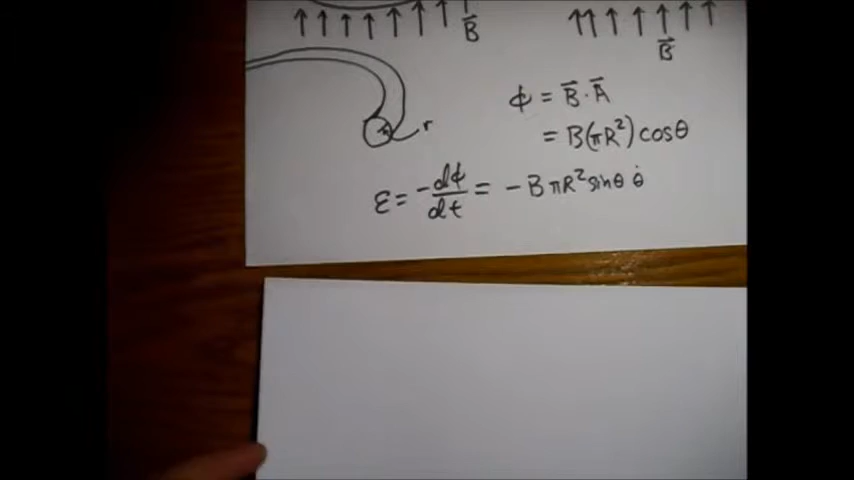 B⃗
B⃗
r
ϕ = B⃗ · A⃗
= B(πR²) cosθ
ε = -dϕ/dt = - BπR² sinθ θ̇